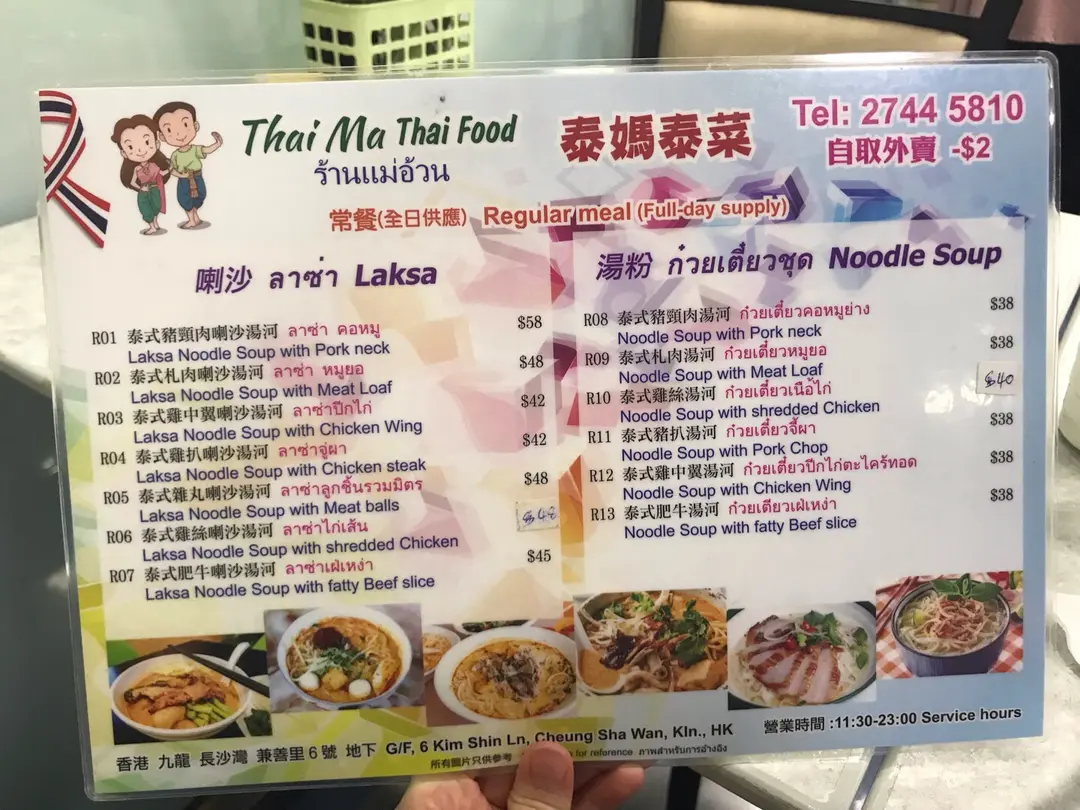 Thai Ma Thai Food 泰媽泰菜
ร้านแม่อ้วน
Tel: 2744 5810
自取外賣 -$2
常餐(全日供應) Regular meal (Full-day supply)
喇沙 ลาซ่า Laksa
R01 泰式豬頸肉喇沙湯河 ลาซ่า คอหมู $58
Laksa Noodle Soup with Pork neck
R02 泰式札肉喇沙湯河 ลาซ่า หมูยอ $48
Laksa Noodle Soup with Meat Loaf
R03 泰式雞中翼喇沙湯河 ลาซ่าปีกไก่ $42
Laksa Noodle Soup with Chicken Wing
R04 泰式雞扒喇沙湯河 ลาซ่าจู่ผา $42
Laksa Noodle Soup with Chicken steak
R05 泰式雜丸喇沙湯河 ลาซ่าลูกชิ้นรวมมิตร $48
Laksa Noodle Soup with Meat balls
R06 泰式雞絲喇沙湯河 ลาซ่าไก่เส้น $48
Laksa Noodle Soup with shredded Chicken
R07 泰式肥牛喇沙湯河 ลาซ่าเฝเหง่า $45
Laksa Noodle Soup with fatty Beef slice
湯粉 ก๋วยเตี๋ยวชุด Noodle Soup
R08 泰式豬頸肉湯河 ก๋วยเตี๋ยวคอหมูย่าง $38
Noodle Soup with Pork neck
R09 泰式札肉湯河 ก๋วยเตี๋ยวหมูยอ $38
Noodle Soup with Meat Loaf
R10 泰式雞絲湯河 ก๋วยเตี๋ยวเนื้อไก่ $40
Noodle Soup with shredded Chicken
R11 泰式豬扒湯河 ก๋วยเตี๋ยวจี้ผา $38
Noodle Soup with Pork Chop
R12 泰式雞中翼湯河 ก๋วยเตี๋ยวปีกไก่ตะไคร้ทอด $38
Noodle Soup with Chicken Wing
R13 泰式肥牛湯河 ก๋วยเตี๋ยวเฝเหง่า $38
Noodle Soup with fatty Beef slice
香港 九龍 長沙灣 兼善里6號 地下 G/F, 6 Kim Shin Ln, Cheung Sha Wan, Kln., HK
營業時間 :11:30-23:00 Service hours
所有圖片只供參考 for reference ภาพสำหรับการอ้างอิง